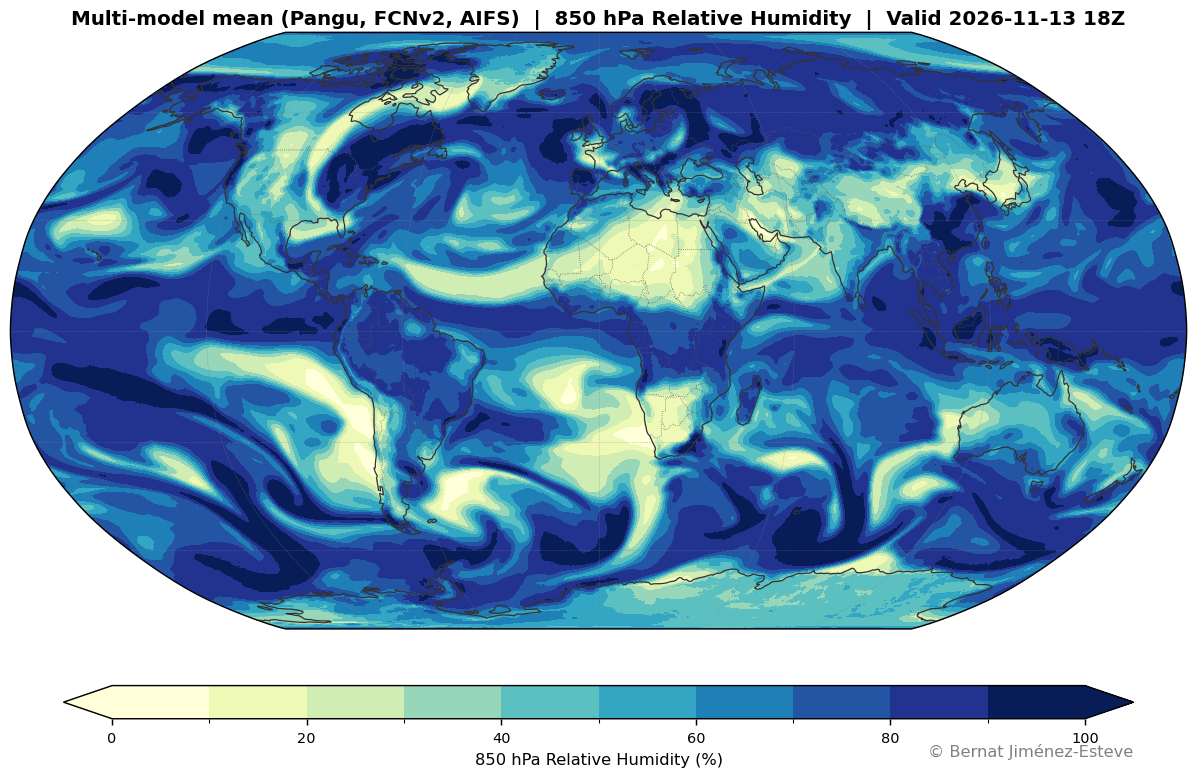 Multi-model mean (Pangu, FCNv2, AIFS) | 850 hPa Relative Humidity | Valid 2026-11-13 18Z
0 20 40 60 80 100
850 hPa Relative Humidity (%)
© Bernat Jiménez-Esteve